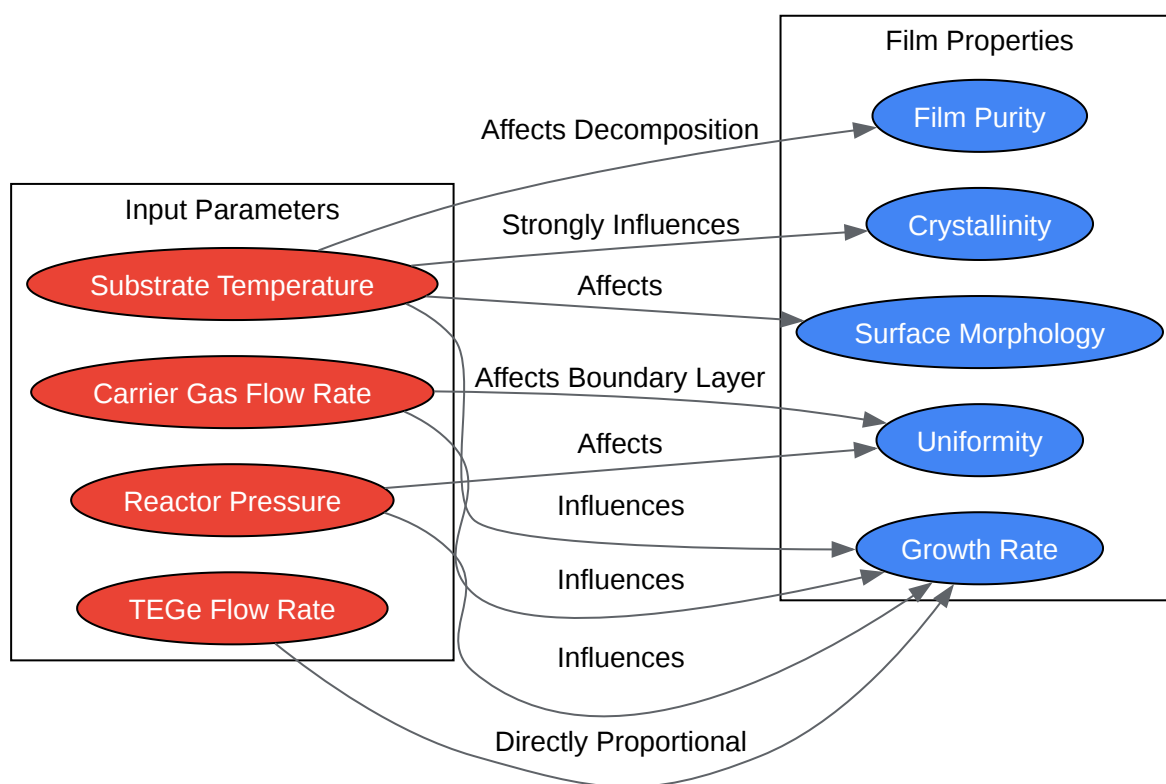 Input Parameters
Substrate Temperature
Carrier Gas Flow Rate
Reactor Pressure
TEGe Flow Rate
Affects Decomposition
Strongly Influences
Affects
Affects Boundary Layer
Affects
Influences
Influences
Influences
Directly Proportional
Film Properties
Film Purity
Crystallinity
Surface Morphology
Uniformity
Growth Rate